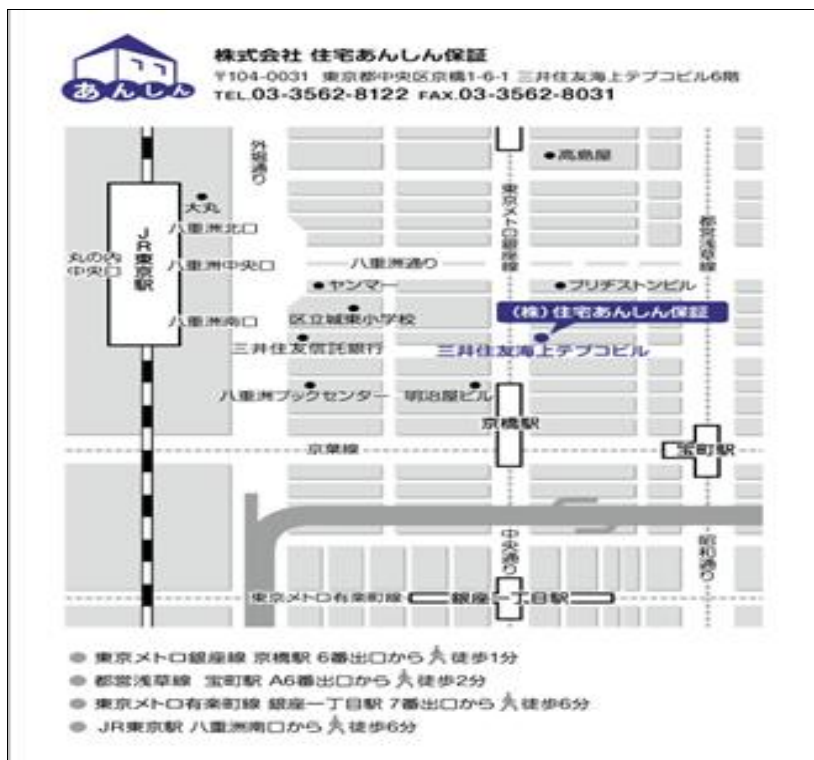 株式会社 住宅あんしん保証
〒104-0031 東京都中央区京橋1-6-1 三井住友海上テプコビル6階
TEL.03-3562-8122 FAX.03-3562-8031
あんしん
外堀通り
高島屋
大丸
八重洲北口
東京メトロ銀座線
都営浅草線
JR東京駅
丸の内
中央口
八重洲中央口
八重洲通り
ヤンマー
ブリヂストンビル
八重洲南口
区立城東小学校
(株)住宅あんしん保証
三井住友信託銀行
三井住友海上テプコビル
八重洲ブックセンター
明治屋ビル
京橋駅
京葉線
宝町駅
中央通り
昭和通り
東京メトロ有楽町線
銀座一丁目駅
東京メトロ銀座線 京橋駅 6番出口から 徒歩1分
都営浅草線 宝町駅 A6番出口から 徒歩2分
東京メトロ有楽町線 銀座一丁目駅 7番出口から 徒歩6分
JR東京駅 八重洲南口から 徒歩6分